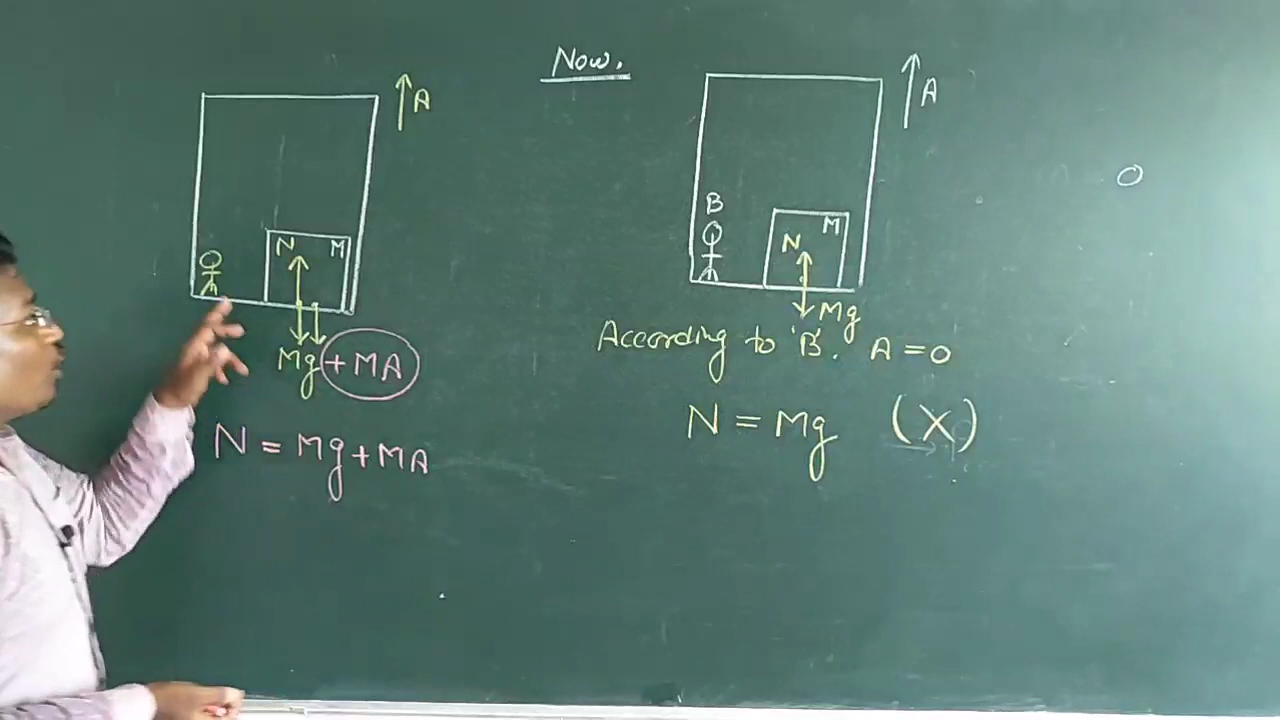 Now.
A
N
M
Mg + MA
N = Mg + MA
A
B
N
M
Mg
According to 'B'. A = 0
N = Mg (X)